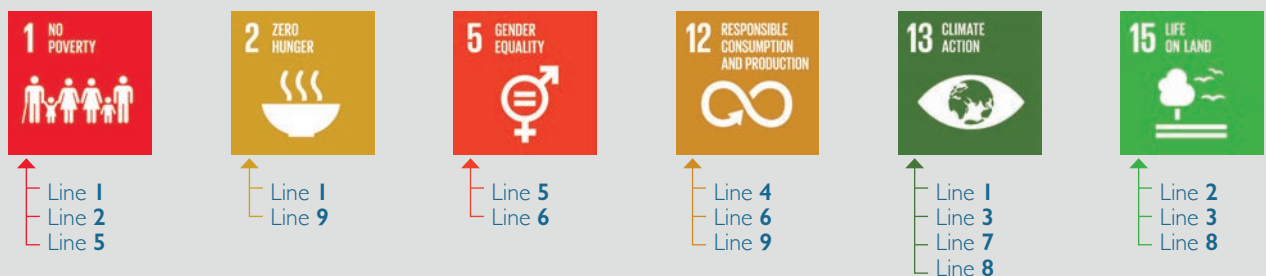 1 NO
POVERTY
Line 1
Line 2
Line 5
2 ZERO
HUNGER
Line 1
Line 9
5 GENDER
EQUALITY
Line 5
Line 6
12 RESPONSIBLE
CONSUMPTION
AND PRODUCTION
Line 4
Line 6
Line 9
13 CLIMATE
ACTION
Line 1
Line 3
Line 7
Line 8
15 LIFE
ON LAND
Line 2
Line 3
Line 8